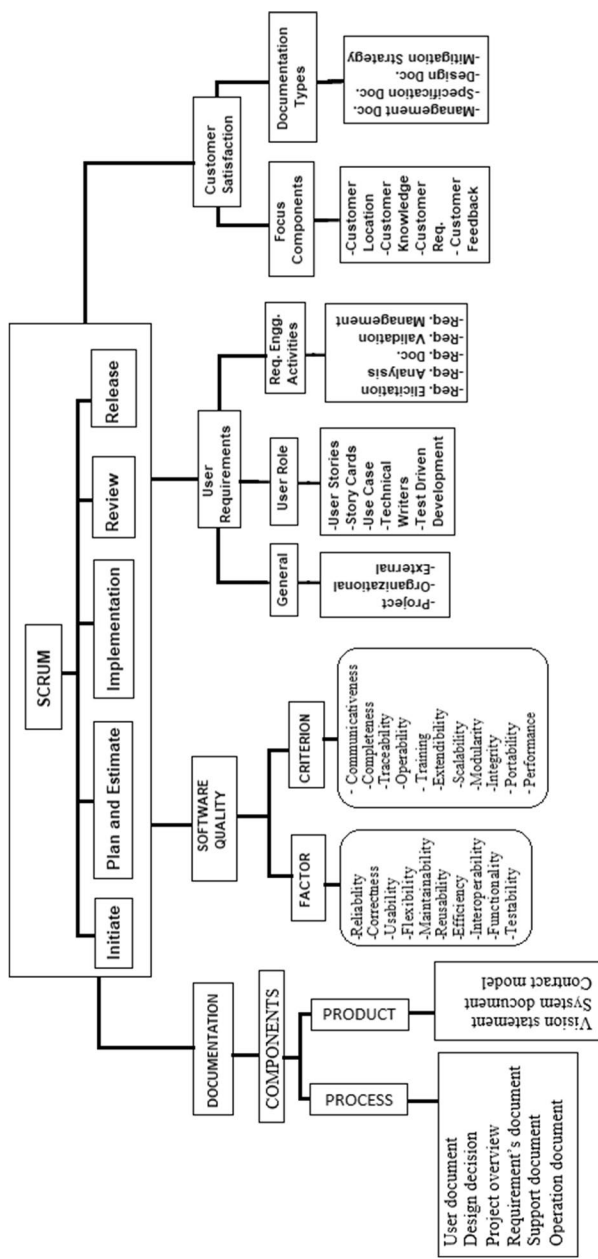 SCRUM
Initiate
Plan and Estimate
Implementation
Review
Release
DOCUMENTATION
COMPONENTS
PROCESS
User document
Design decision
Project overview
Requirement's document
Support document
Operation document
PRODUCT
Vision statement
System document
Contract model
SOFTWARE
QUALITY
FACTOR
-Reliability
-Correctness
-Usability
-Flexibility
-Maintainability
-Reusability
-Efficiency
-Interoperability
-Functionality
-Testability
CRITERION
- Communicativeness
-Completeness
-Traceability
-Operability
- Training
-Extendibility
-Scalability
-Modularity
-Integrity
- Portability
- Performance
User
Requirements
General
-Project
-Organizational
-External
User Role
-User Stories
-Story Cards
-Use Case
-Technical
Writers
-Test Driven
Development
Req. Engg.
Activities
-Req. Elicitation
-Req. Analysis
-Req. Doc.
-Req. Validation
-Req. Management
Customer
Satisfaction
Focus
Components
-Customer
Location
-Customer
Knowledge
-Customer
Req.
- Customer
Feedback
Documentation
Types
-Management Doc.
-Specification Doc.
-Design Doc.
-Mitigation Strategy